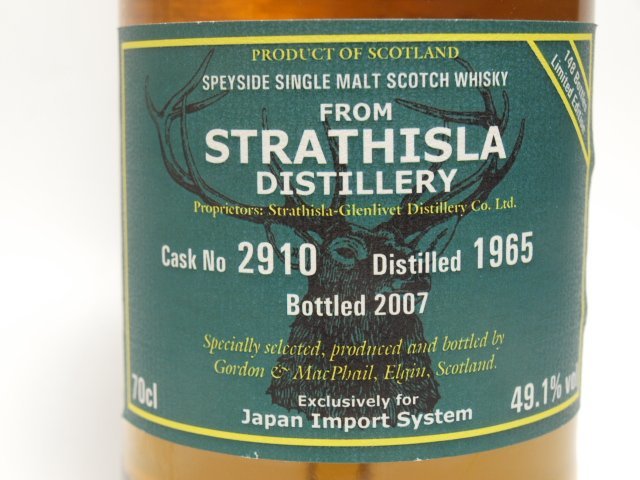 PRODUCT OF SCOTLAND
SPEYSIDE SINGLE MALT SCOTCH WHISKY
148 Bottles
Limited Edition
FROM
STRATHISLA
DISTILLERY
Proprietors: Strathisla-Glenlivet Distillery Co. Ltd.
Cask No 2910 Distilled 1965
Bottled 2007
Specially selected, produced and bottled by
Gordon & MacPhail, Elgin, Scotland.
70cl Exclusively for 49.1% vol
Japan Import System